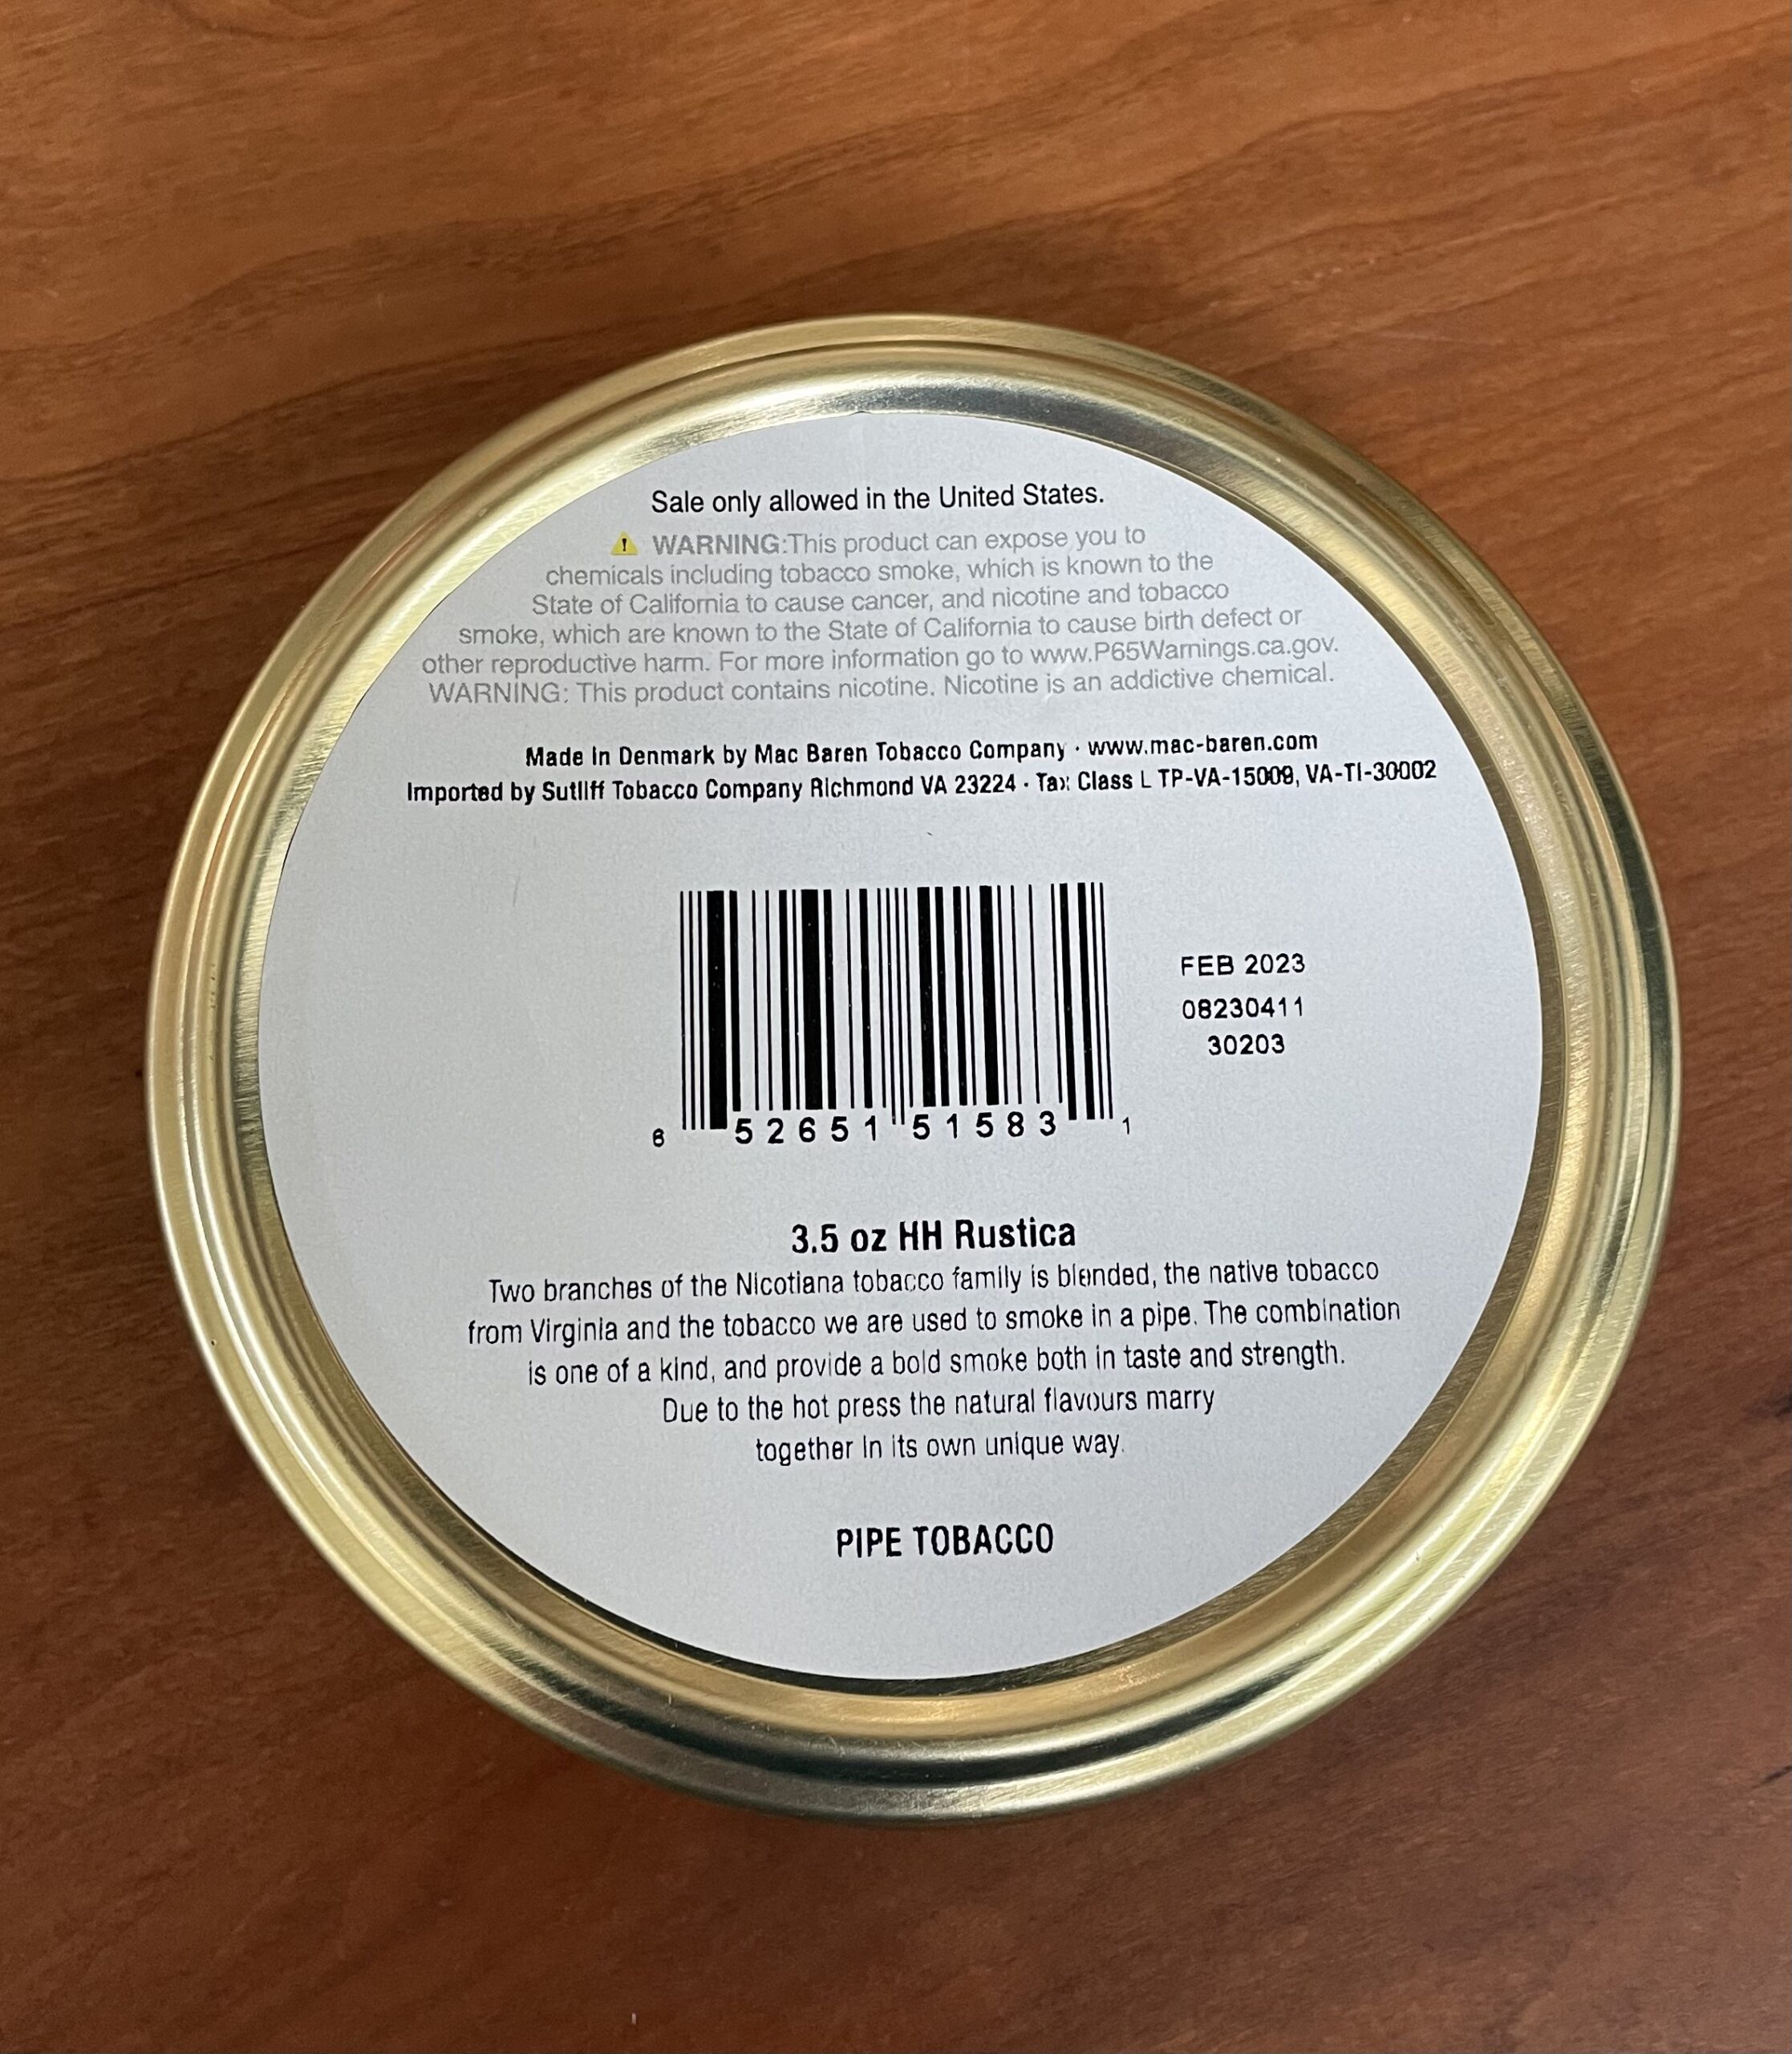 Sale only allowed in the United States.
WARNING:This product can expose you to
chemicals including tobacco smoke, which is known to the
State of California to cause cancer, and nicotine and tobacco
smoke, which are known to the State of California to cause birth defect or
other reproductive harm. For more information go to www.P65Warnings.ca.gov.
WARNING: This product contains nicotine. Nicotine is an addictive chemical.
Made in Denmark by Mac Baren Tobacco Company · www.mac-baren.com
Imported by Sutliff Tobacco Company Richmond VA 23224 · Tax Class L TP-VA-15009, VA-TI-30002
FEB 2023
08230411
30203
6 52651 51583 1
3.5 oz HH Rustica
Two branches of the Nicotiana tobacco family is blended, the native tobacco
from Virginia and the tobacco we are used to smoke in a pipe. The combination
is one of a kind, and provide a bold smoke both in taste and strength.
Due to the hot press the natural flavours marry
together in its own unique way.
PIPE TOBACCO